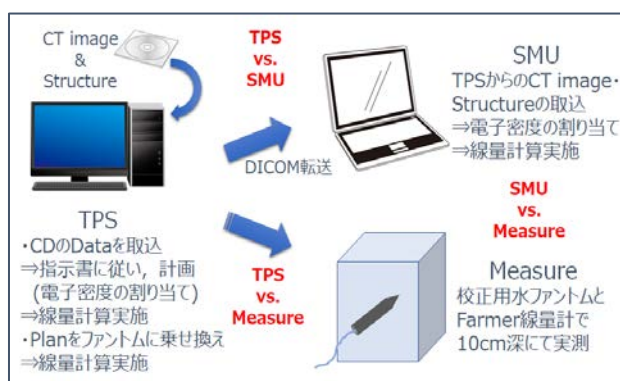 CT image
&
Structure
TPS
vs.
SMU
DICOM転送
SMU
TPSからのCT image・
Structureの取込
⇒電子密度の割り当て
⇒線量計算実施
TPS
・CDのDataを取込
⇒指示書に従い，計画
(電子密度の割り当て)
⇒線量計算実施
・Planをファントムに乗せ換え
⇒線量計算実施
TPS
vs.
Measure
SMU
vs.
Measure
Measure
校正用水ファントムと
Farmer線量計で
10cm深にて実測